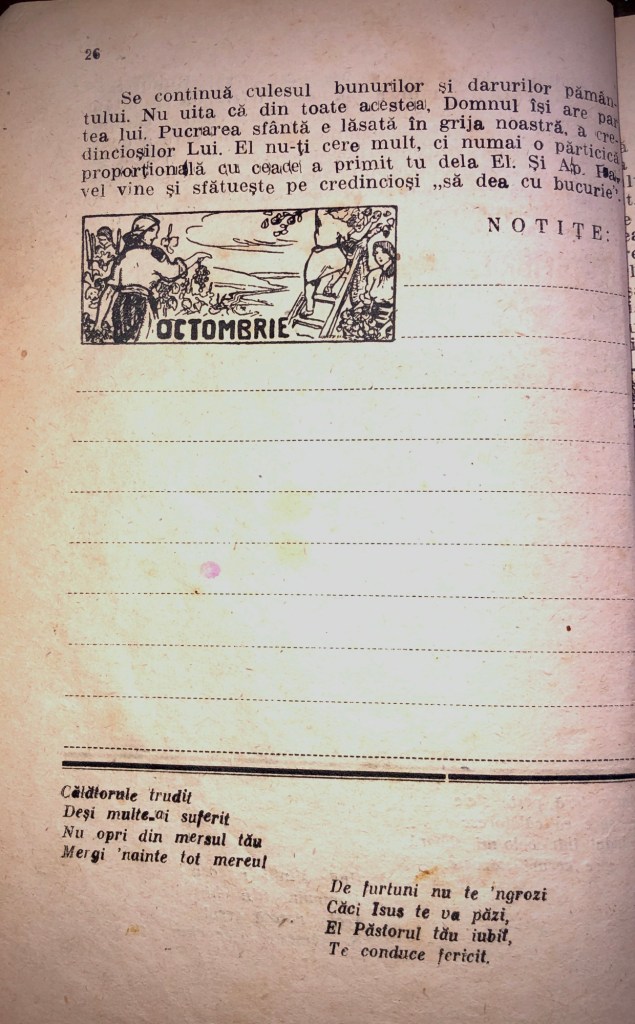 26
Se continuă culesul bunurilor și darurilor pămân-
tului. Nu uita că din toate acestea, Domnul își are par
tea lui. Pucrarea sfântă e lăsată în grija noastră, a cre-
dincioșilor Lui. El nu-ți cere mult, ci numai o părticică
proporțională cu ceeace a primit tu dela El. Și Ap. Pa-
vel vine și sfătuește pe credincioși „să dea cu bucurie".
NOTIȚE:
OCTOMBRIE
Călătorule trudit
Deși multe-ai suferit
Nu opri din mersul tău
Mergi 'nainte tot mereu!
De furtuni nu te 'ngrozi
Căci Isus te va păzi,
El Păstorul tău iubit,
Te conduce fericit.